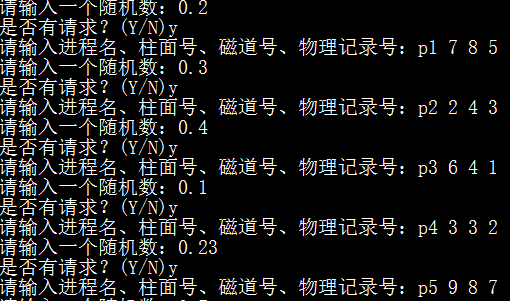 请输入一个随机数：0.2
是否有请求？(Y/N)y
请输入进程名、柱面号、磁道号、物理记录号：p1 7 8 5
请输入一个随机数：0.3
是否有请求？(Y/N)y
请输入进程名、柱面号、磁道号、物理记录号：p2 2 4 3
请输入一个随机数：0.4
是否有请求？(Y/N)y
请输入进程名、柱面号、磁道号、物理记录号：p3 6 4 1
请输入一个随机数：0.1
是否有请求？(Y/N)y
请输入进程名、柱面号、磁道号、物理记录号：p4 3 3 2
请输入一个随机数：0.23
是否有请求？(Y/N)y
请输入进程名、柱面号、磁道号、物理记录号：p5 9 8 7